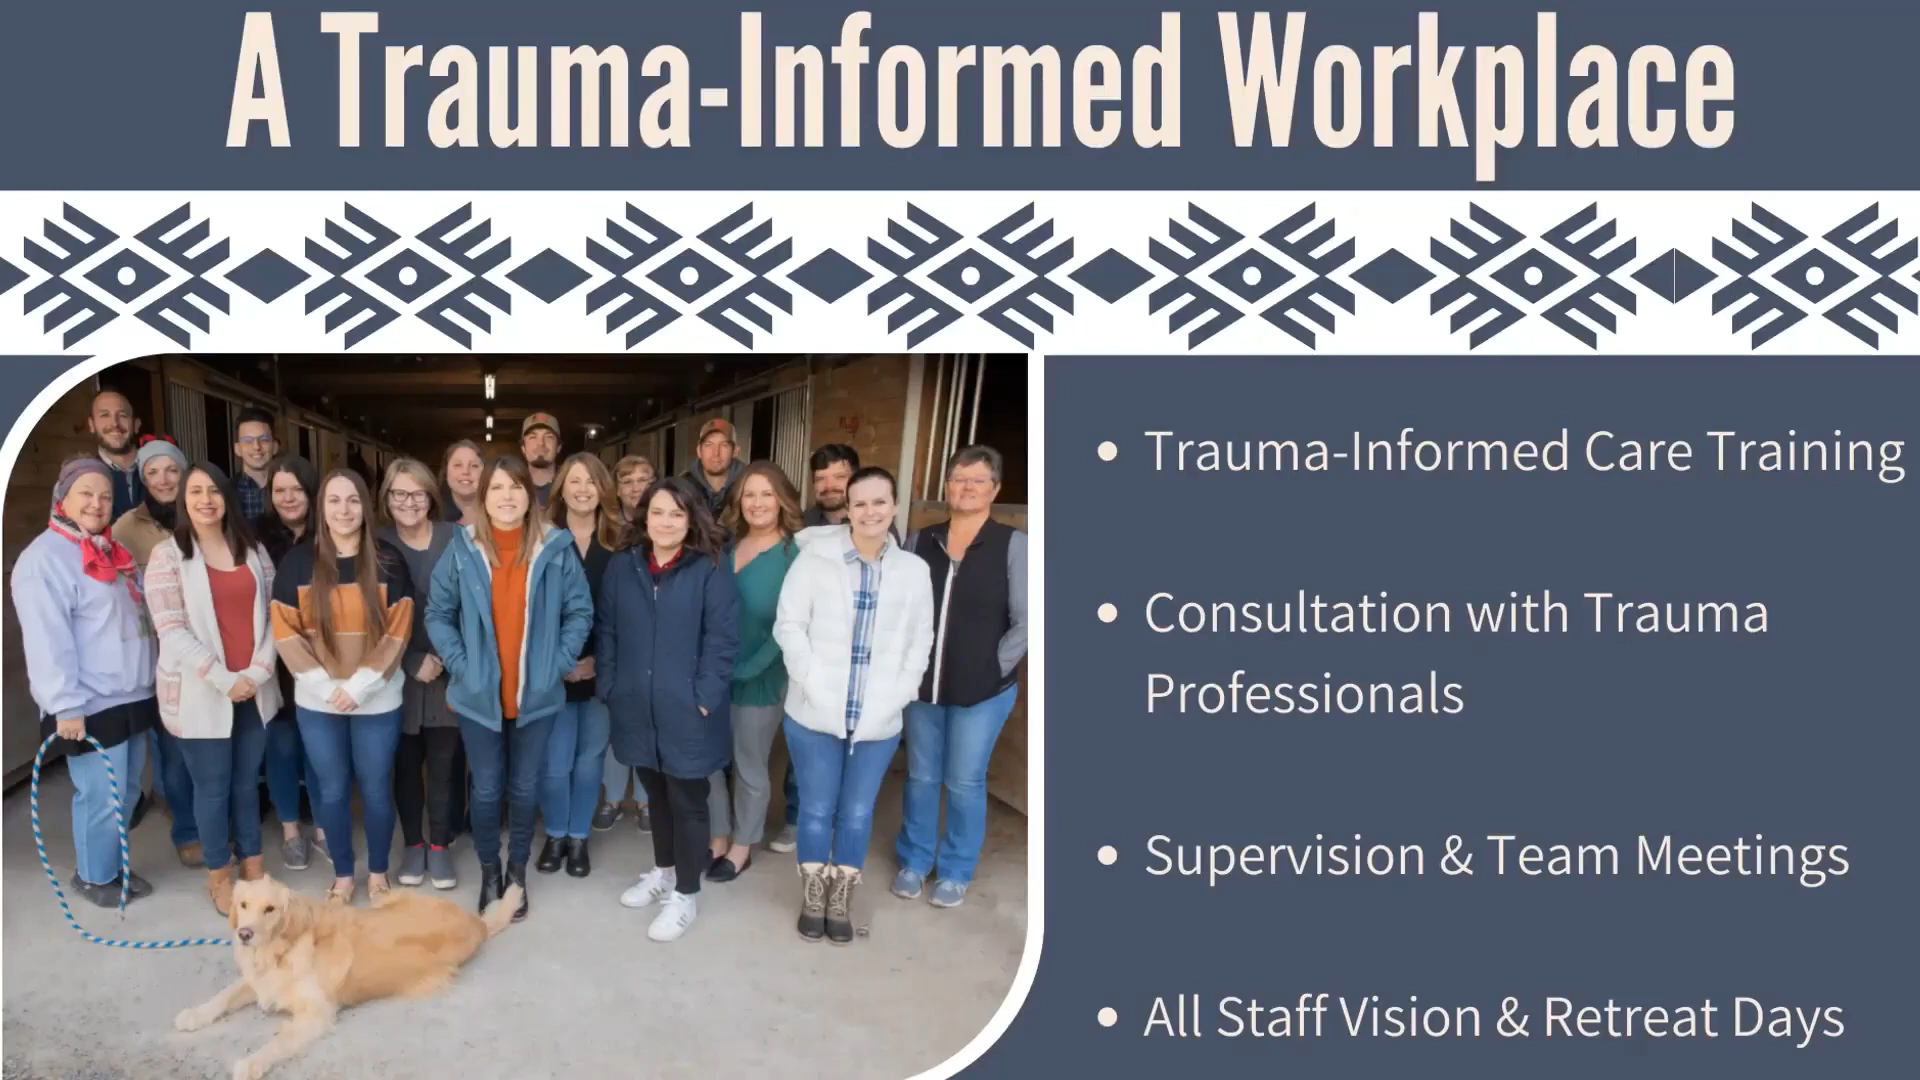 A Trauma-Informed Workplace
• Trauma-Informed Care Training
• Consultation with Trauma
Professionals
• Supervision & Team Meetings
• All Staff Vision & Retreat Days